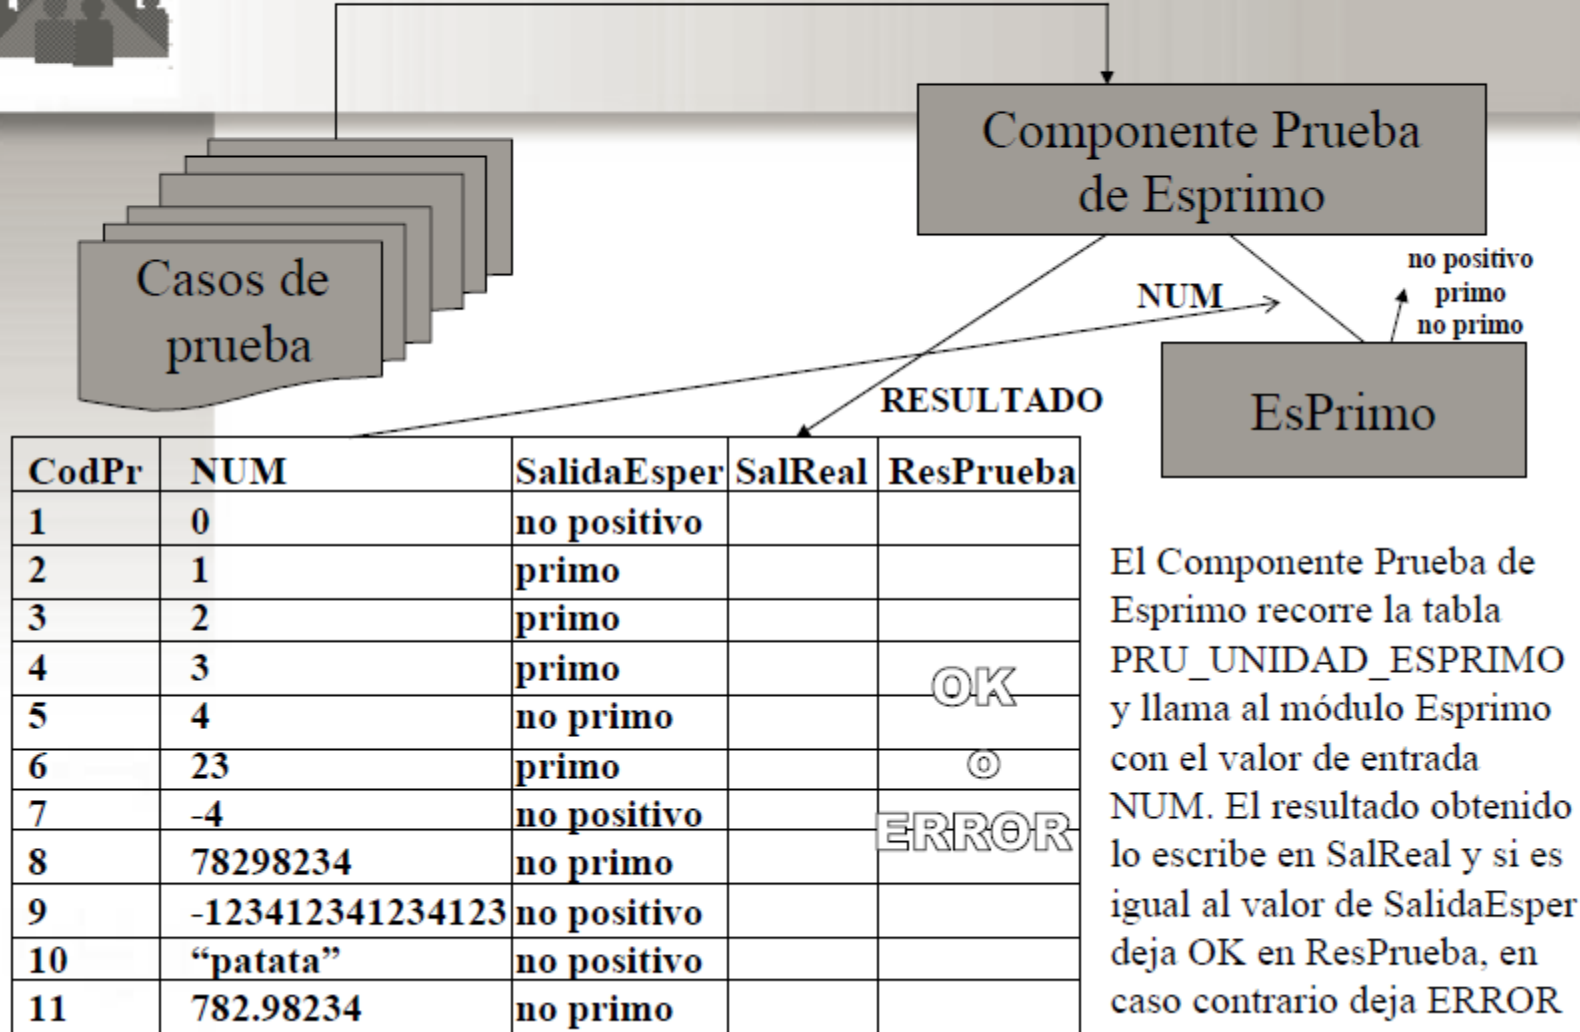 Componente Prueba
de Esprimo
Casos de
prueba
NUM
no positivo
primo
no primo
RESULTADO
EsPrimo
CodPr NUM SalidaEsper SalReal ResPrueba
1 0 no positivo
2 1 primo
3 2 primo
4 3 primo
5 4 no primo
6 23 primo
7 -4 no positivo
8 78298234 no primo
9 -123412341234123 no positivo
10 “patata” no positivo
11 782.98234 no primo
OK
o
ERROR
El Componente Prueba de
Esprimo recorre la tabla
PRU_UNIDAD_ESPRIMO
y llama al módulo Esprimo
con el valor de entrada
NUM. El resultado obtenido
lo escribe en SalReal y si es
igual al valor de SalidaEsper
deja OK en ResPrueba, en
caso contrario deja ERROR